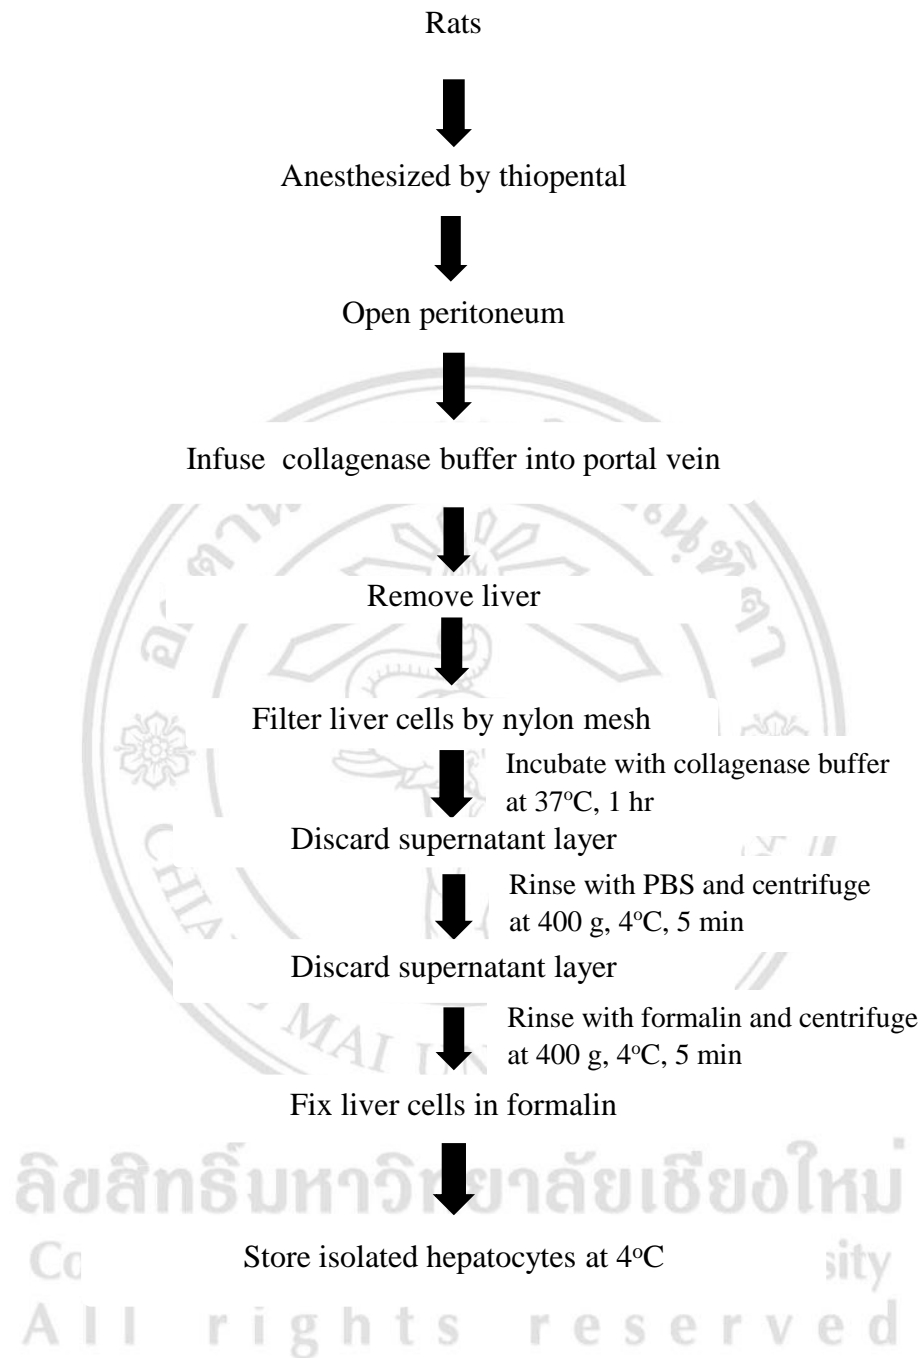 Rats
Anesthesized by thiopental
Open peritoneum
Infuse collagenase buffer into portal vein
Remove liver
Filter liver cells by nylon mesh
Incubate with collagenase buffer
at 37°C, 1 hr
Discard supernatant layer
Rinse with PBS and centrifuge
at 400 g, 4°C, 5 min
Discard supernatant layer
Rinse with formalin and centrifuge
at 400 g, 4°C, 5 min
Fix liver cells in formalin
ลิขสิทธิ์มหาวิทยาลัยเชียงใหม่
Store isolated hepatocytes at 4°C
All rights reserved